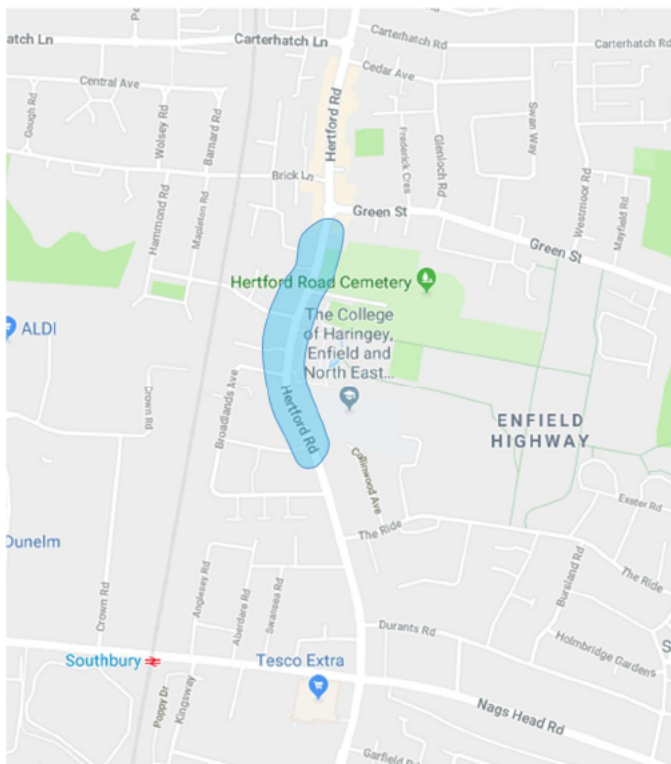 atch Ln
Pe
Carterhatch Ln
Carterhatch Rd
Carterhatch Rd
Cedar Ave
Central Ave
Gough Rd
Wolsey Rd
Barnard Rd
Hertford Rd
Frederick Cres
Glenloch Rd
Swan Way
Westmoor Rd
Mayfield Rd
Brick Ln
Green St
Green St
Hammond Rd
Mapleton Rd
Hertford Road Cemetery
The College
of Haringey,
Enfield and
North East...
ALDI
Crown Rd
Broadlands Ave
Hertford Rd
ENFIELD
HIGHWAY
Collinwood Ave
Exeter Rd
The Ride
The Ride
Dunelm
Bursland Rd
Crown Rd
Anglesey Rd
Aberdare Rd
Swansea Rd
Durants Rd
Holmbridge Gardens
S
Southbury
Tesco Extra
Poppy Dr
Kingsway
Nags Head Rd
Garfield Rd